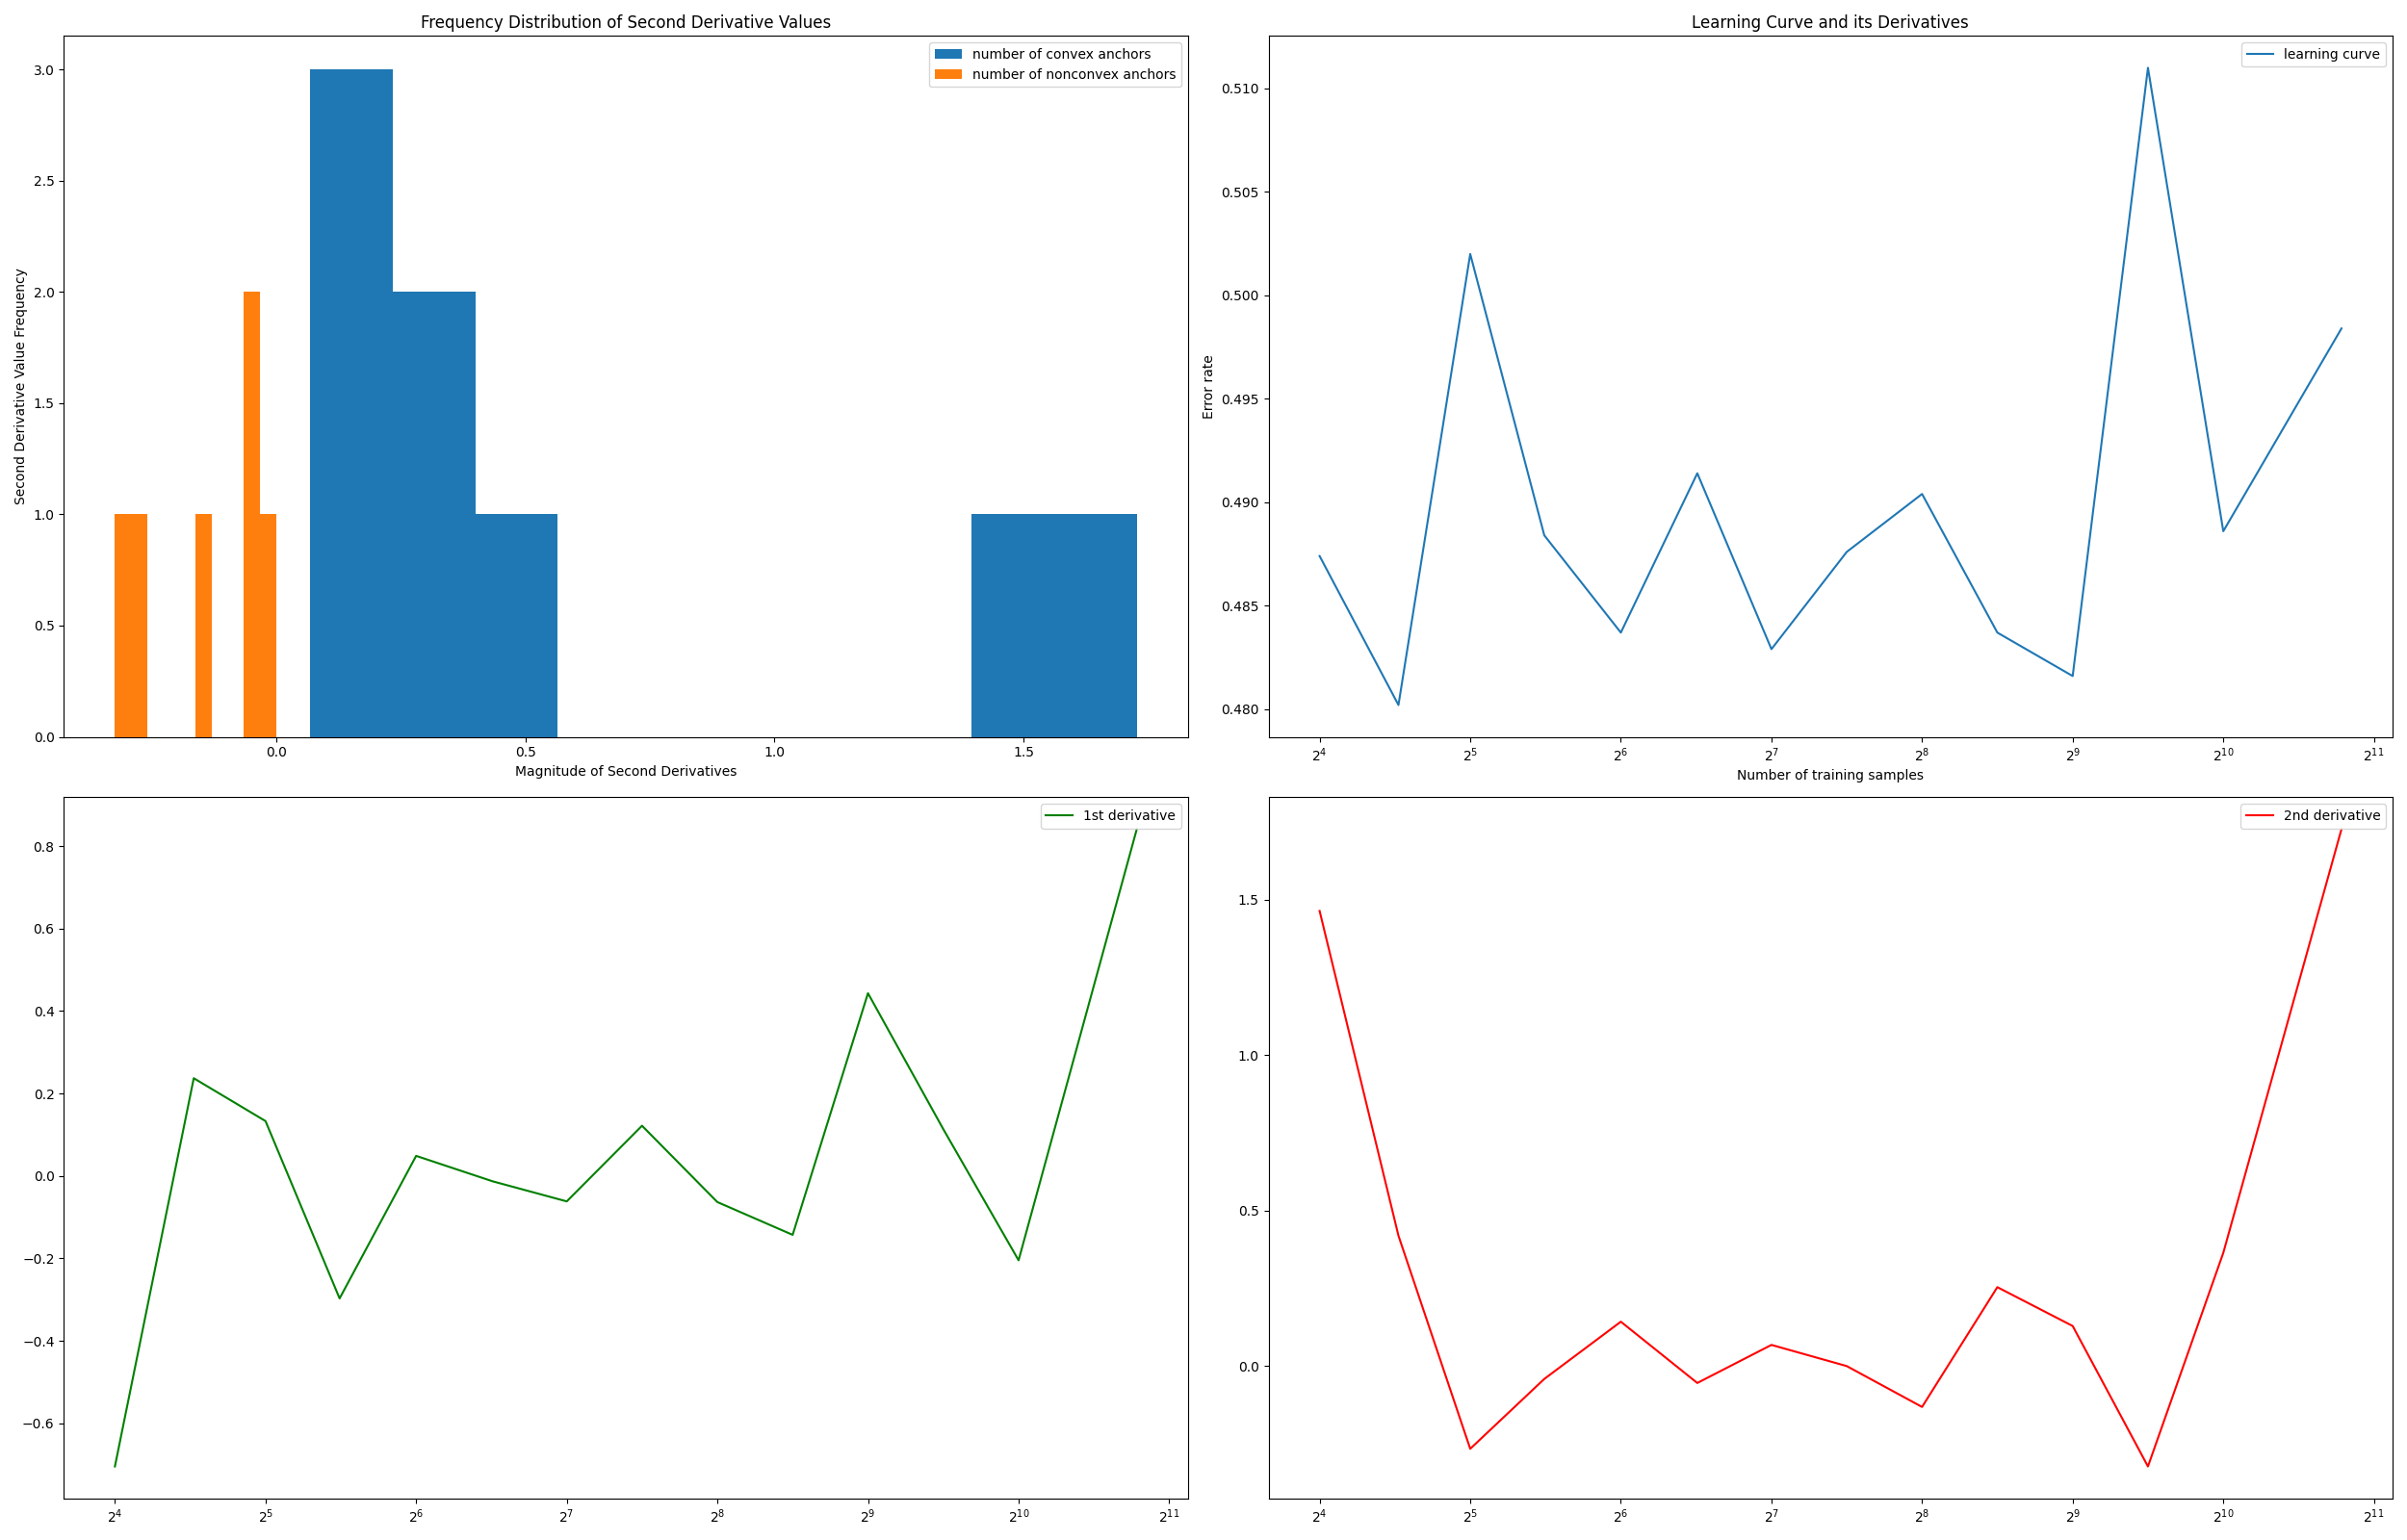 Frequency Distribution of Second Derivative Values
number of convex anchors
number of nonconvex anchors
Second Derivative Value Frequency
3.0
2.5
2.0
1.5
1.0
0.5
0.0
0.0 0.5 1.0 1.5
Magnitude of Second Derivatives
Learning Curve and its Derivatives
learning curve
Error rate
0.510
0.505
0.500
0.495
0.490
0.485
0.480
2^4 2^5 2^6 2^7 2^8 2^9 2^10 2^11
Number of training samples
1st derivative
0.8
0.6
0.4
0.2
0.0
−0.2
−0.4
−0.6
2^4 2^5 2^6 2^7 2^8 2^9 2^10 2^11
2nd derivative
1.5
1.0
0.5
0.0
2^4 2^5 2^6 2^7 2^8 2^9 2^10 2^11